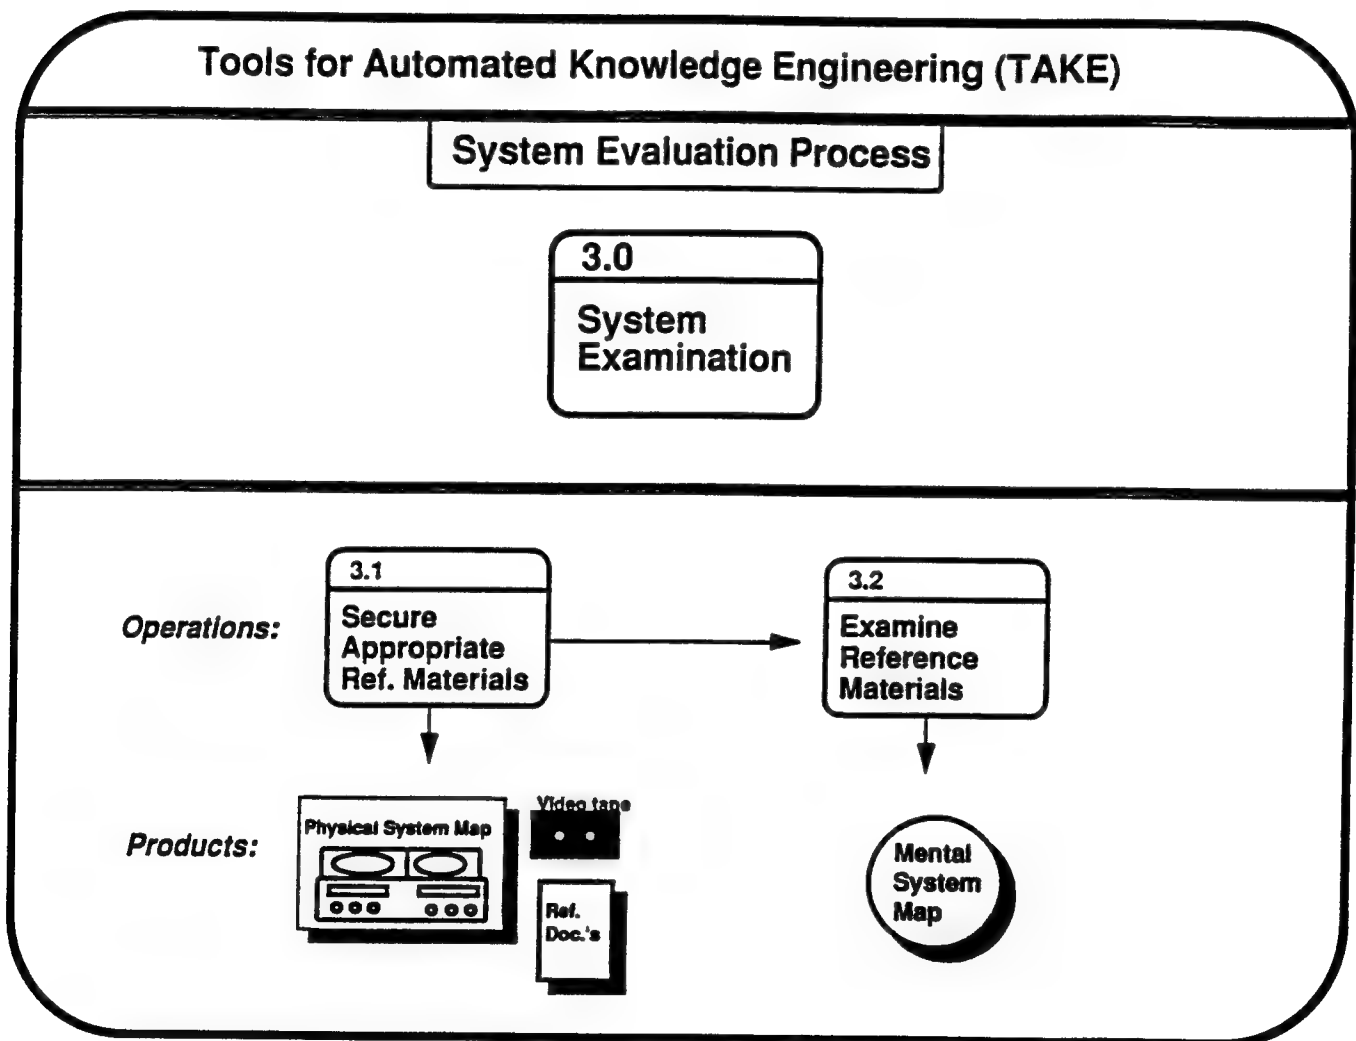 Tools for Automated Knowledge Engineering (TAKE)
System Evaluation Process
3.0
System
Examination
Operations:
3.1
Secure
Appropriate
Ref. Materials
3.2
Examine
Reference
Materials
Products:
Physical System Map
Video tape
Ref.
Doc.'s
Mental
System
Map